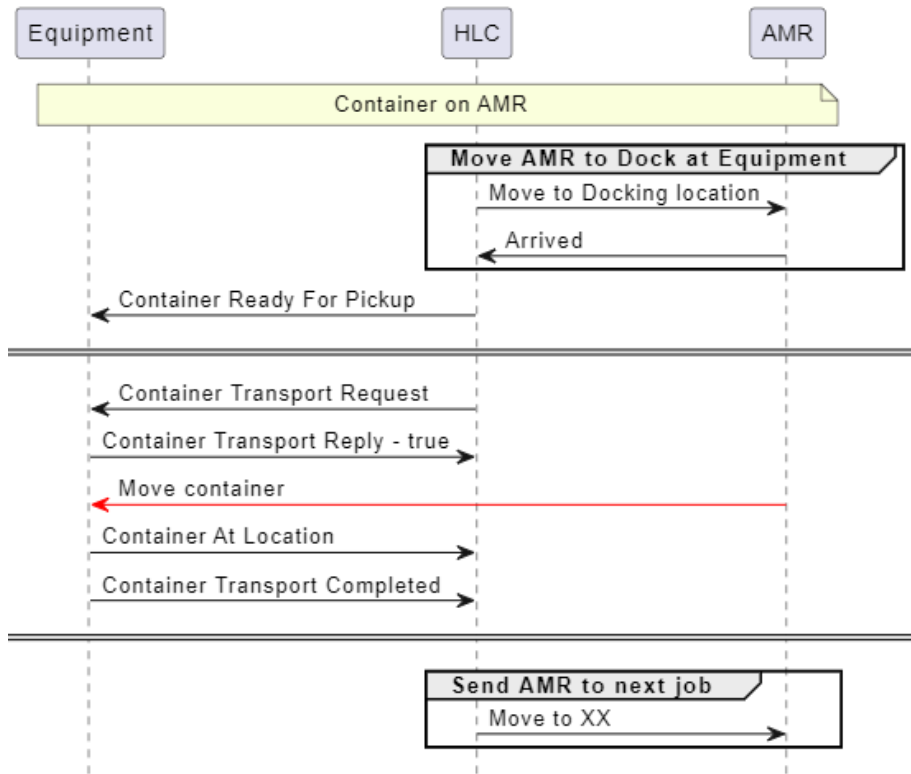 Equipment
HLC
AMR
Container on AMR
Move AMR to Dock at Equipment
Move to Docking location
Arrived
Container Ready For Pickup
Container Transport Request
Container Transport Reply - true
Move container
Container At Location
Container Transport Completed
Send AMR to next job
Move to XX